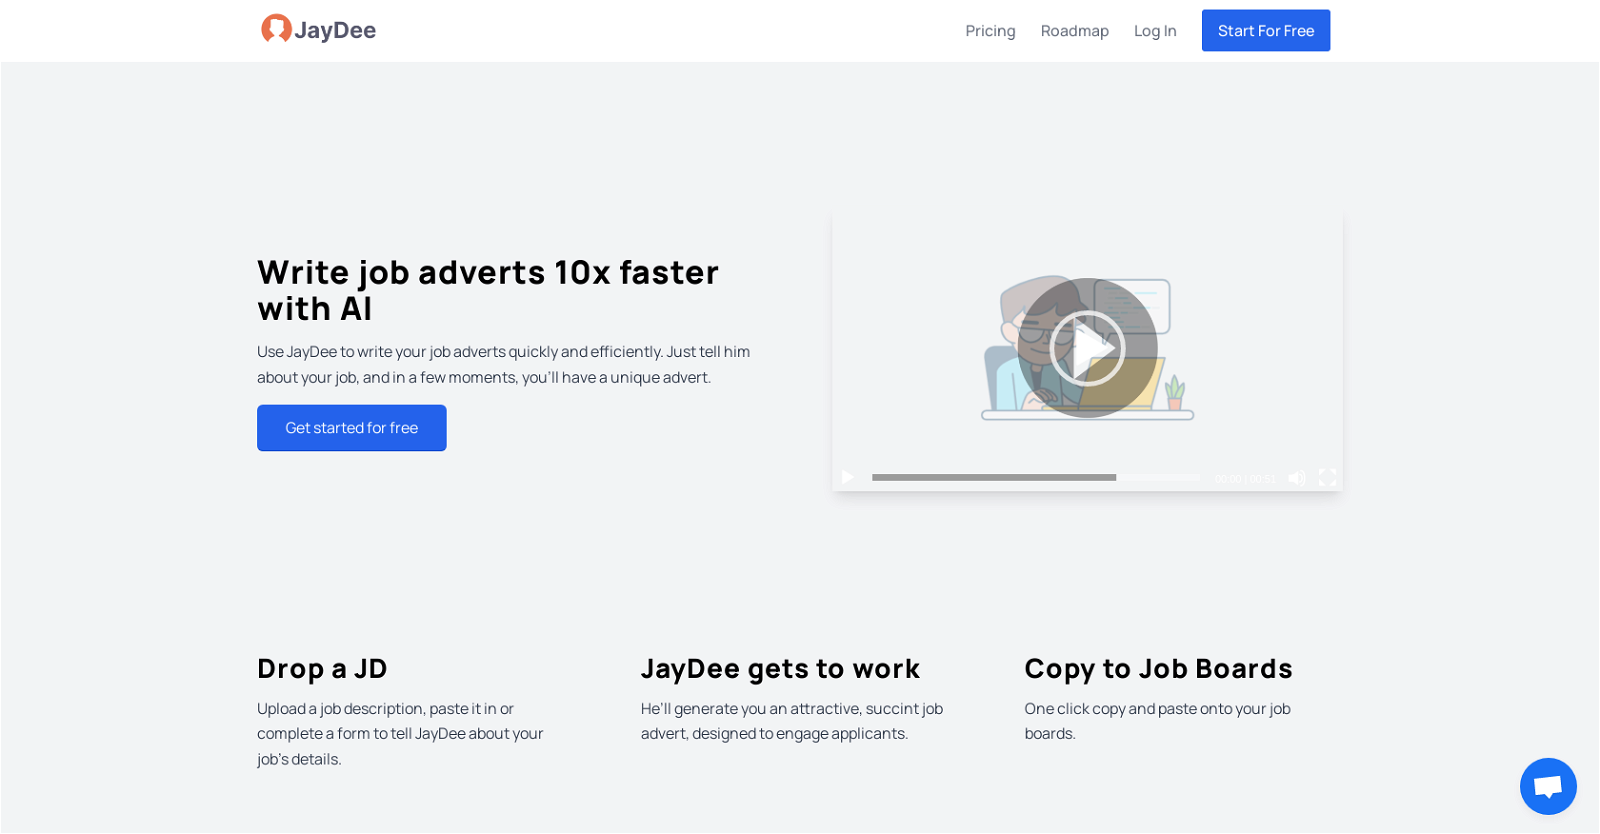 JayDee
Pricing
Roadmap
Log In
Start For Free
Write job adverts 10x faster
with AI
Use JayDee to write your job adverts quickly and efficiently. Just tell him
about your job, and in a few moments, you'll have a unique advert.
Get started for free
Drop a JD
Upload a job description, paste it in or
complete a form to tell JayDee about your
job's details.
JayDee gets to work
He'll generate you an attractive, succint job
advert, designed to engage applicants.
Copy to Job Boards
One click copy and paste onto your job
boards.